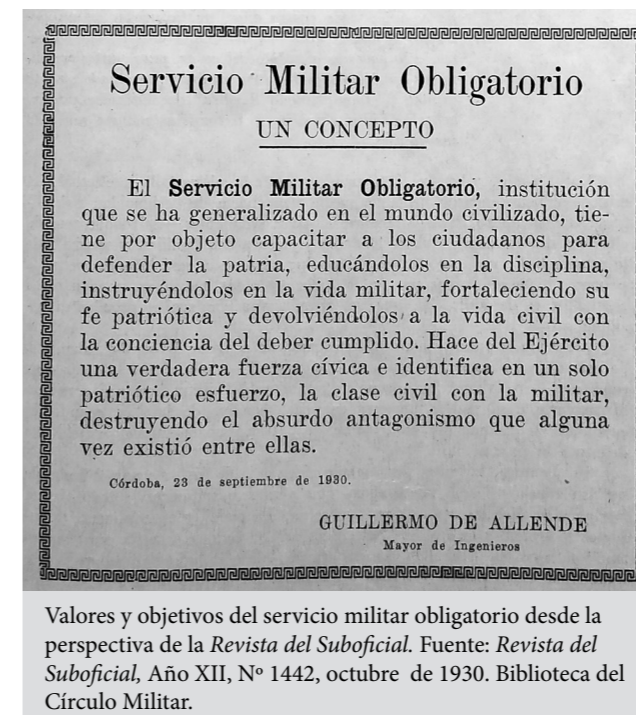 Servicio Militar Obligatorio
UN CONCEPTO
El Servicio Militar Obligatorio, institución
que se ha generalizado en el mundo civilizado, tie-
ne por objeto capacitar a los ciudadanos para
defender la patria, educándolos en la disciplina,
instruyéndolos en la vida militar, fortaleciendo su
fe patriótica y devolviéndolos a la vida civil con
la conciencia del deber cumplido. Hace del Ejército
una verdadera fuerza cívica e identifica en un solo
patriótico esfuerzo, la clase civil con la militar,
destruyendo el absurdo antagonismo que alguna
vez existió entre ellas.
Córdoba, 23 de septiembre de 1930.
GUILLERMO DE ALLENDE
Mayor de Ingenieros
Valores y objetivos del servicio militar obligatorio desde la
perspectiva de la Revista del Suboficial. Fuente: Revista del
Suboficial, Año XII, Nº 1442, octubre de 1930. Biblioteca del
Círculo Militar.